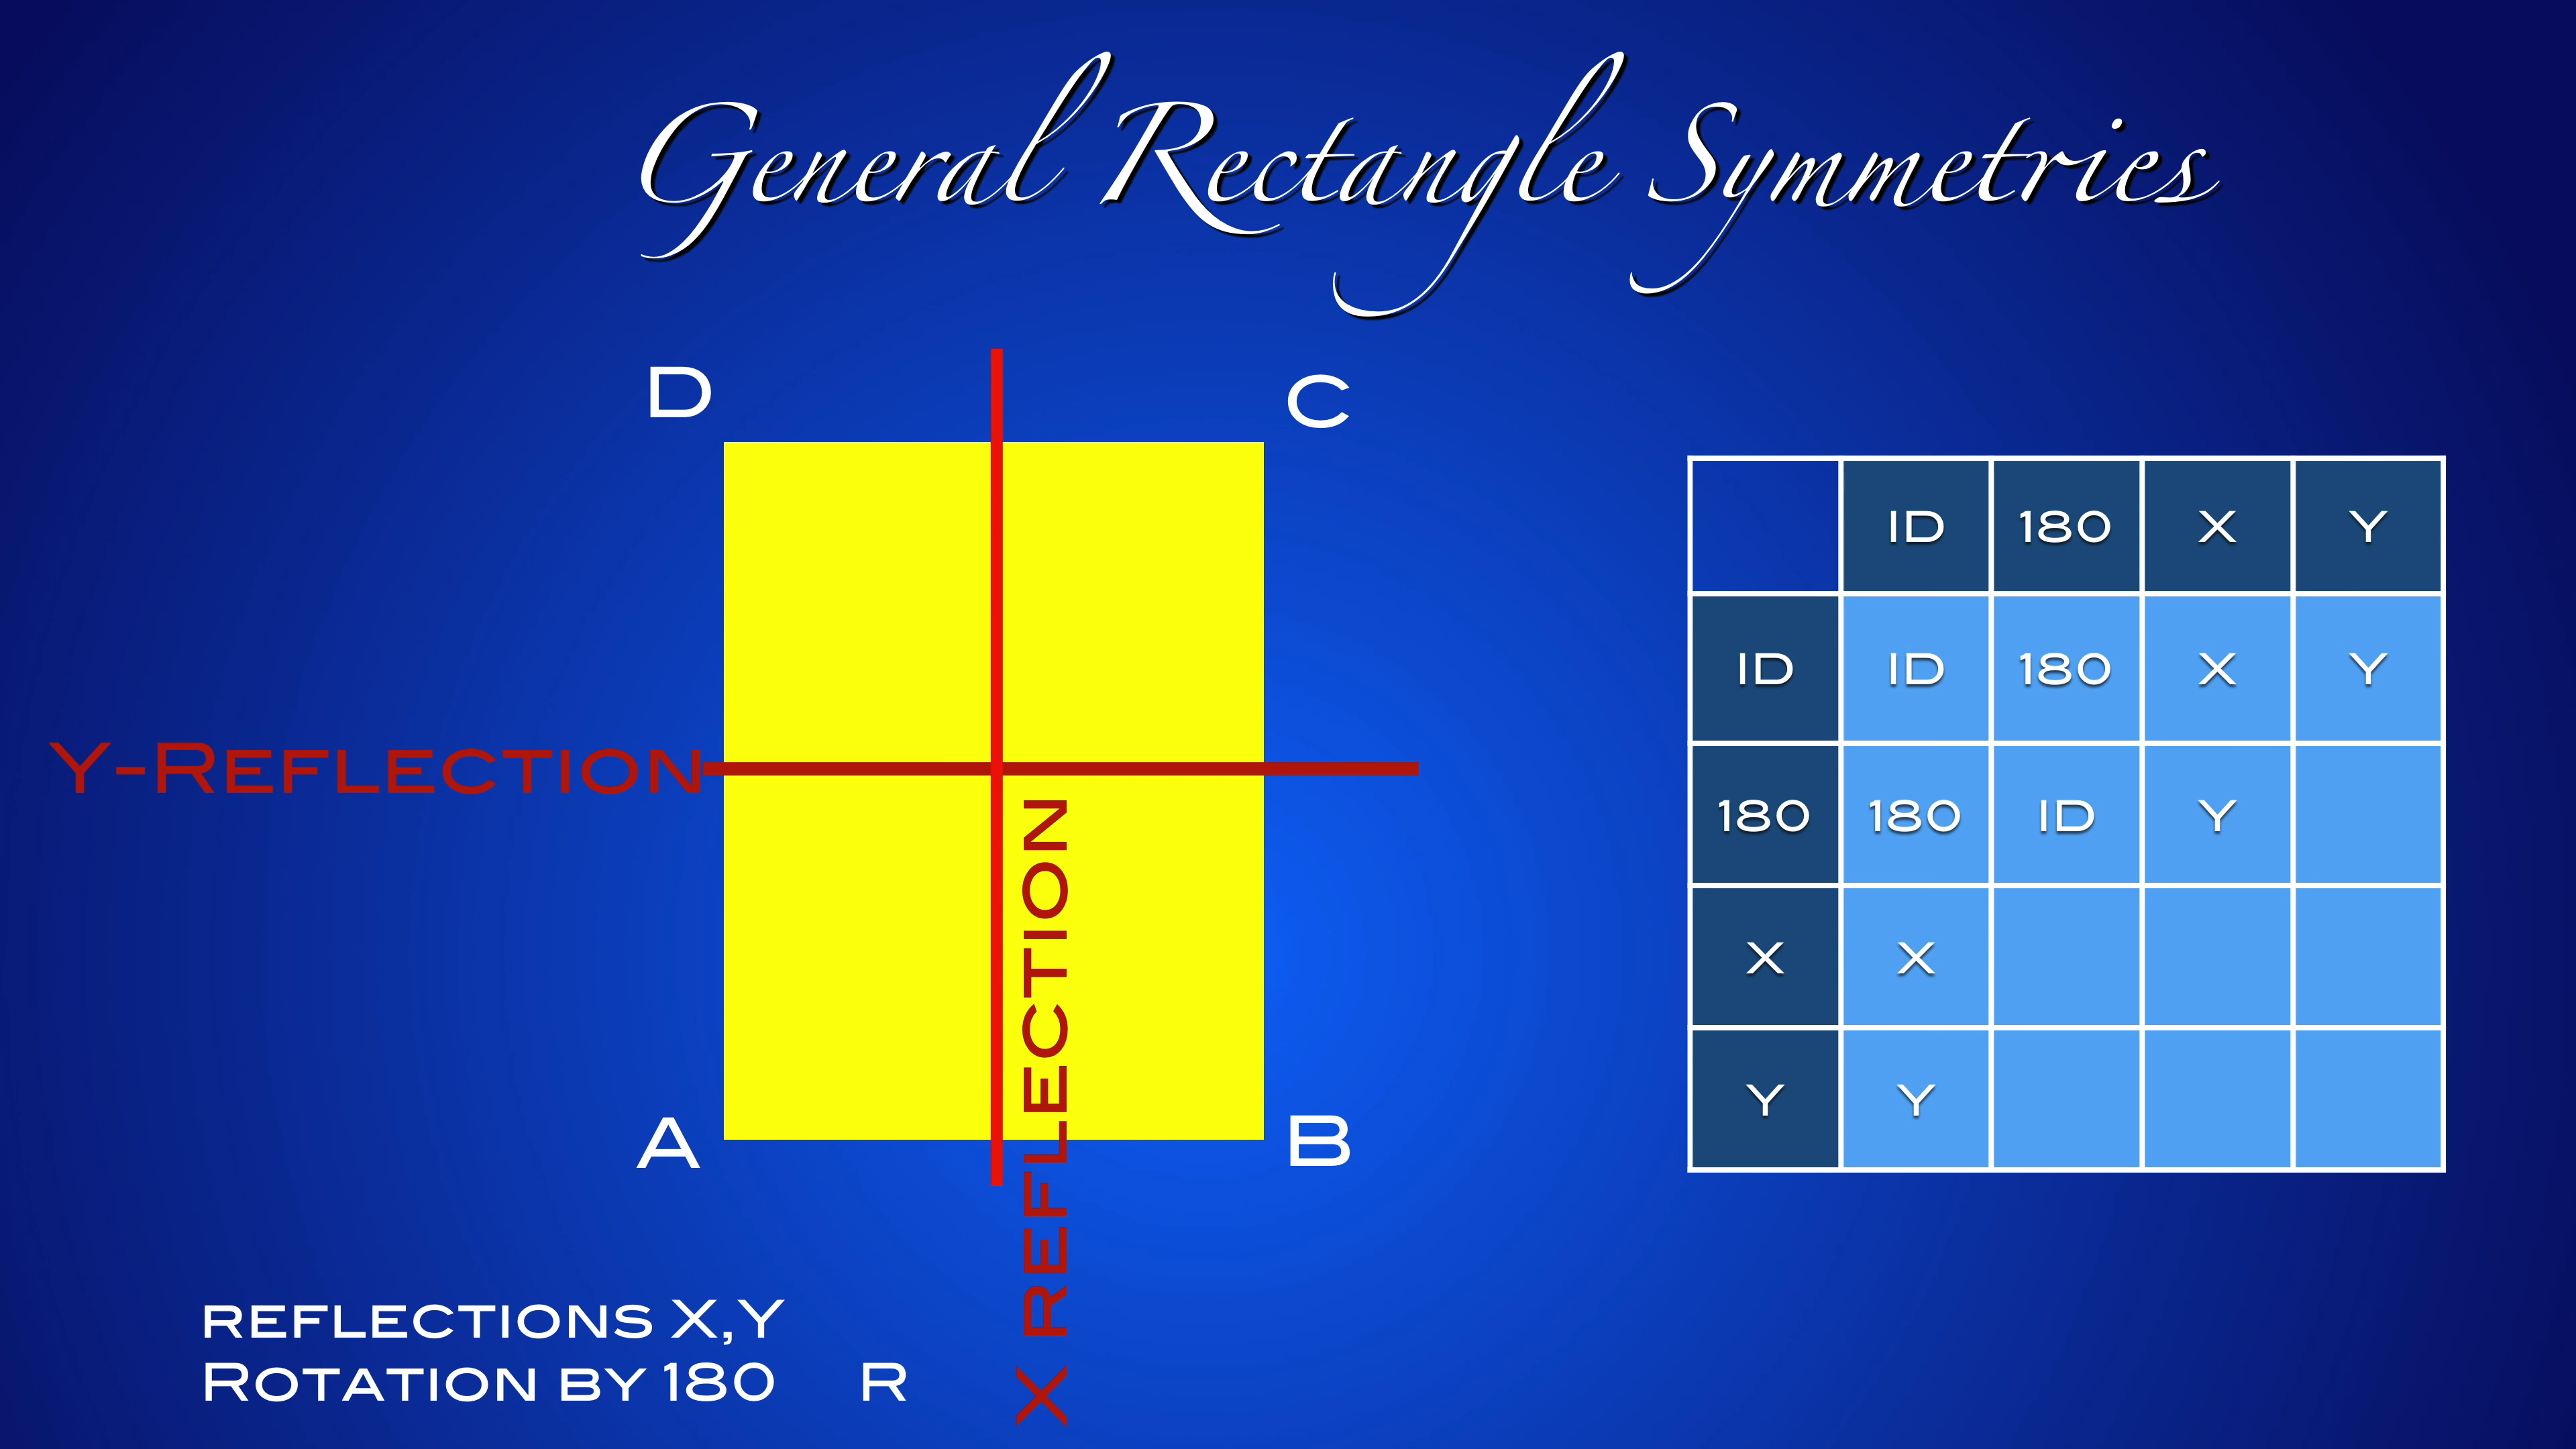 General Rectangle Symmetries
D C
Y-Reflection
X reflection
A B
ID 180 X Y
ID ID 180 X Y
180 180 ID Y
X X
Y Y
reflections X,Y
Rotation by 180 R